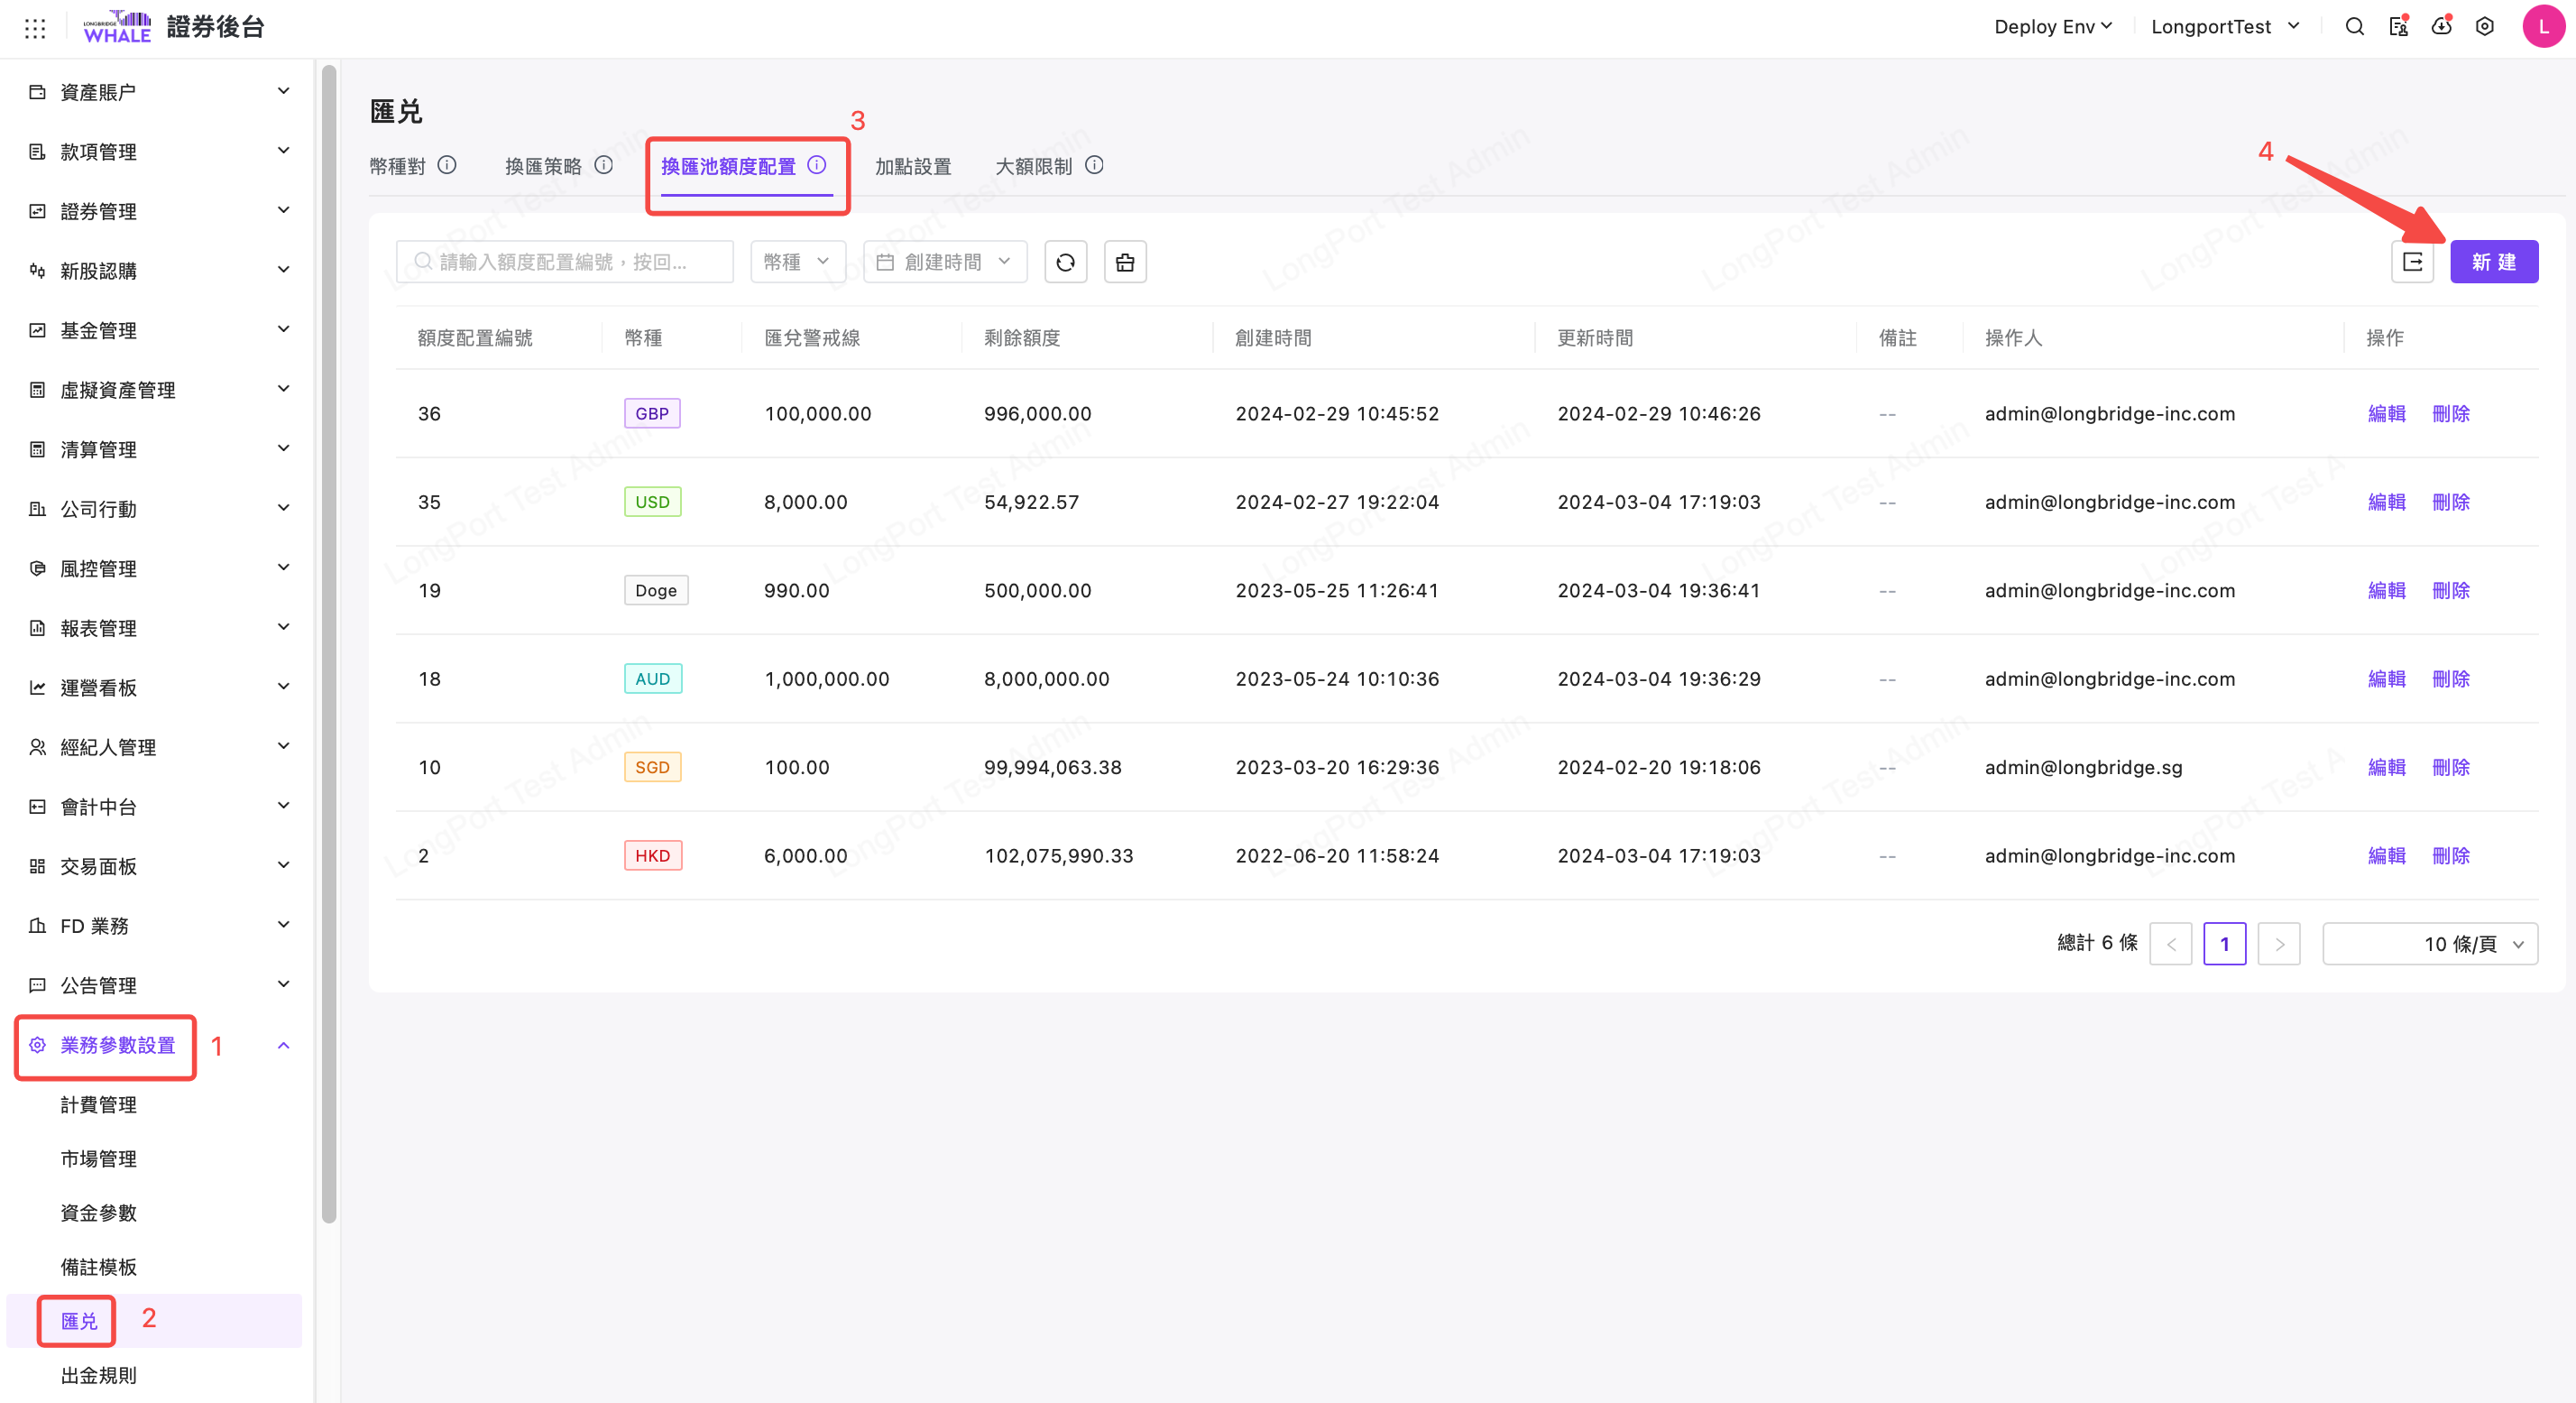 LONGBRIDGE
WHALE
證券後台
Deploy Env
LongportTest
L
資產賬户
款項管理
證券管理
新股認購
基金管理
虛擬資產管理
清算管理
公司行動
風控管理
報表管理
運營看板
經紀人管理
會計中台
交易面板
FD 業務
公告管理
業務參數設置
1
計費管理
市場管理
資金參數
備註模板
匯兑
2
出金規則
匯兑
3
幣種對 換匯策略 換匯池額度配置 加點設置 大額限制
4
請輸入額度配置編號，按回...
幣種
創建時間
新 建
額度配置編號 幣種 匯兌警戒線 剩餘額度 創建時間 更新時間 備註 操作人 操作
36 GBP 100,000.00 996,000.00 2024-02-29 10:45:52 2024-02-29 10:46:26 -- admin@longbridge-inc.com 編輯 刪除
35 USD 8,000.00 54,922.57 2024-02-27 19:22:04 2024-03-04 17:19:03 -- admin@longbridge-inc.com 編輯 刪除
19 Doge 990.00 500,000.00 2023-05-25 11:26:41 2024-03-04 19:36:41 -- admin@longbridge-inc.com 編輯 刪除
18 AUD 1,000,000.00 8,000,000.00 2023-05-24 10:10:36 2024-03-04 19:36:29 -- admin@longbridge-inc.com 編輯 刪除
10 SGD 100.00 99,994,063.38 2023-03-20 16:29:36 2024-02-20 19:18:06 -- admin@longbridge.sg 編輯 刪除
2 HKD 6,000.00 102,075,990.33 2022-06-20 11:58:24 2024-03-04 17:19:03 -- admin@longbridge-inc.com 編輯 刪除
總計 6 條
1
10 條/頁
LongPort Test Admin